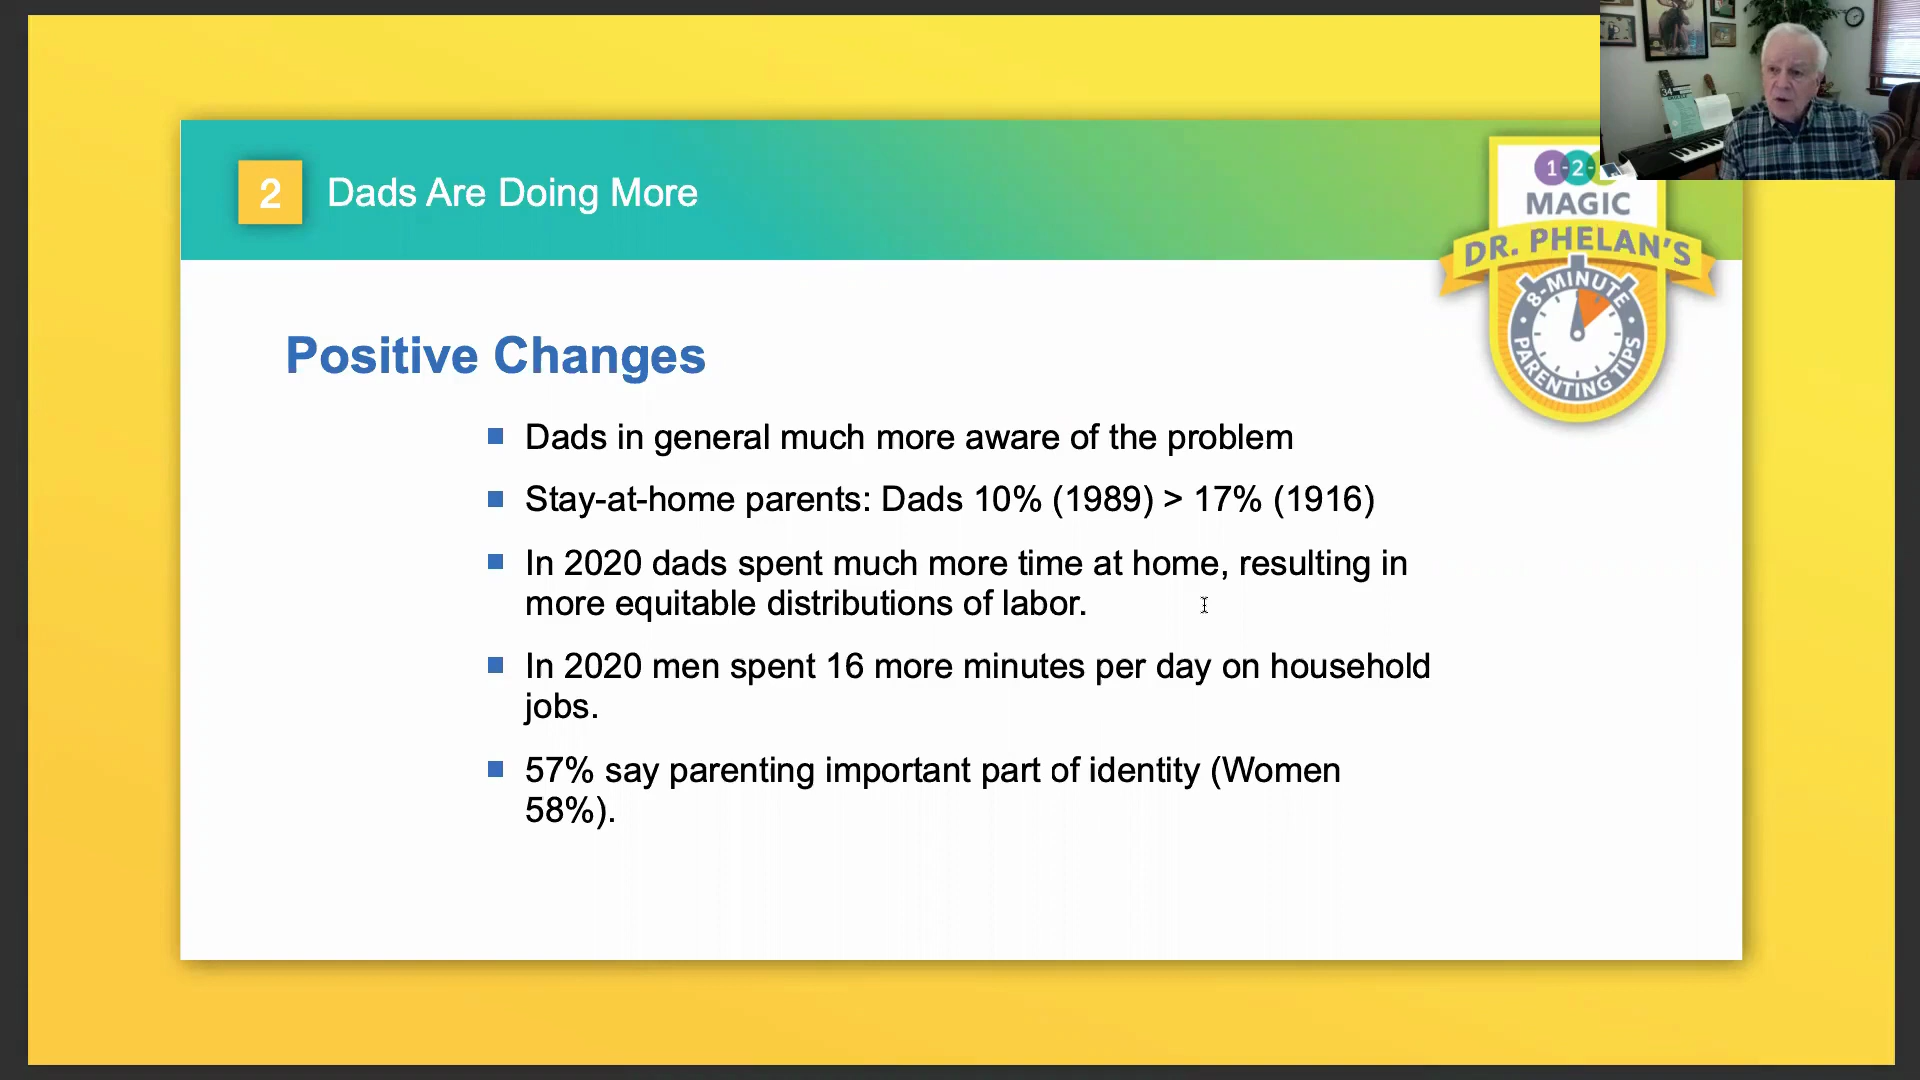 2 Dads Are Doing More
1-2-
MAGIC
DR. PHELAN'S
8-MINUTE
PARENTING TIPS
Positive Changes
Dads in general much more aware of the problem
Stay-at-home parents: Dads 10% (1989) > 17% (1916)
In 2020 dads spent much more time at home, resulting in
more equitable distributions of labor.
In 2020 men spent 16 more minutes per day on household
jobs.
57% say parenting important part of identity (Women
58%).